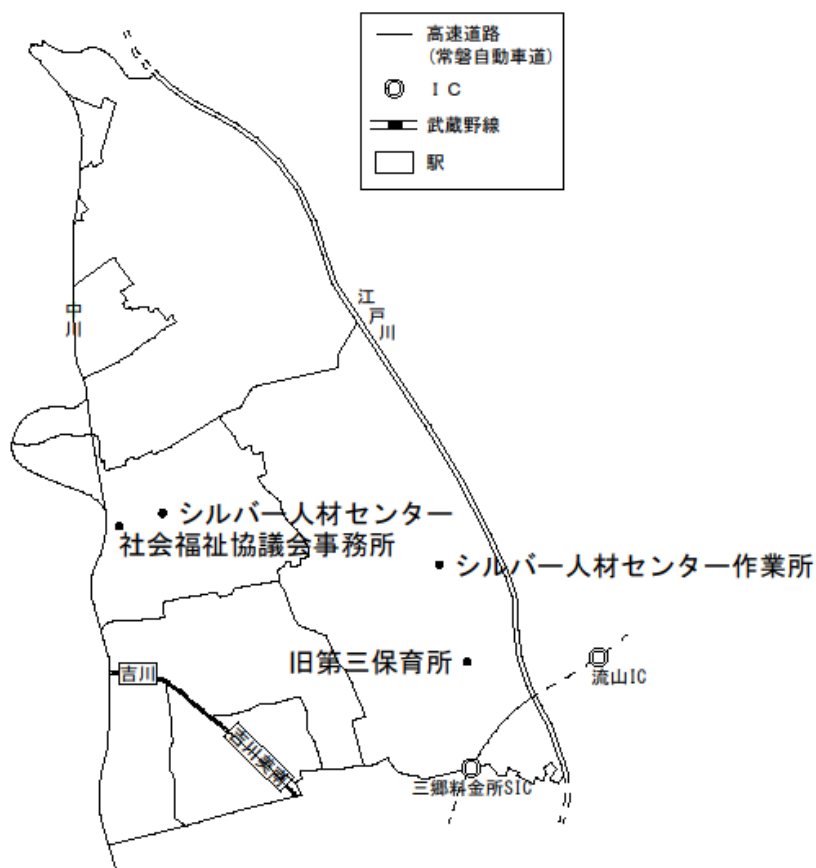 高速道路
(常磐自動車道)
ＩＣ
武蔵野線
駅
江
戸
川
中
川
シルバー人材センター
社会福祉協議会事務所
シルバー人材センター作業所
旧第三保育所
吉川
流山IC
吉川美南
三郷料金所SIC